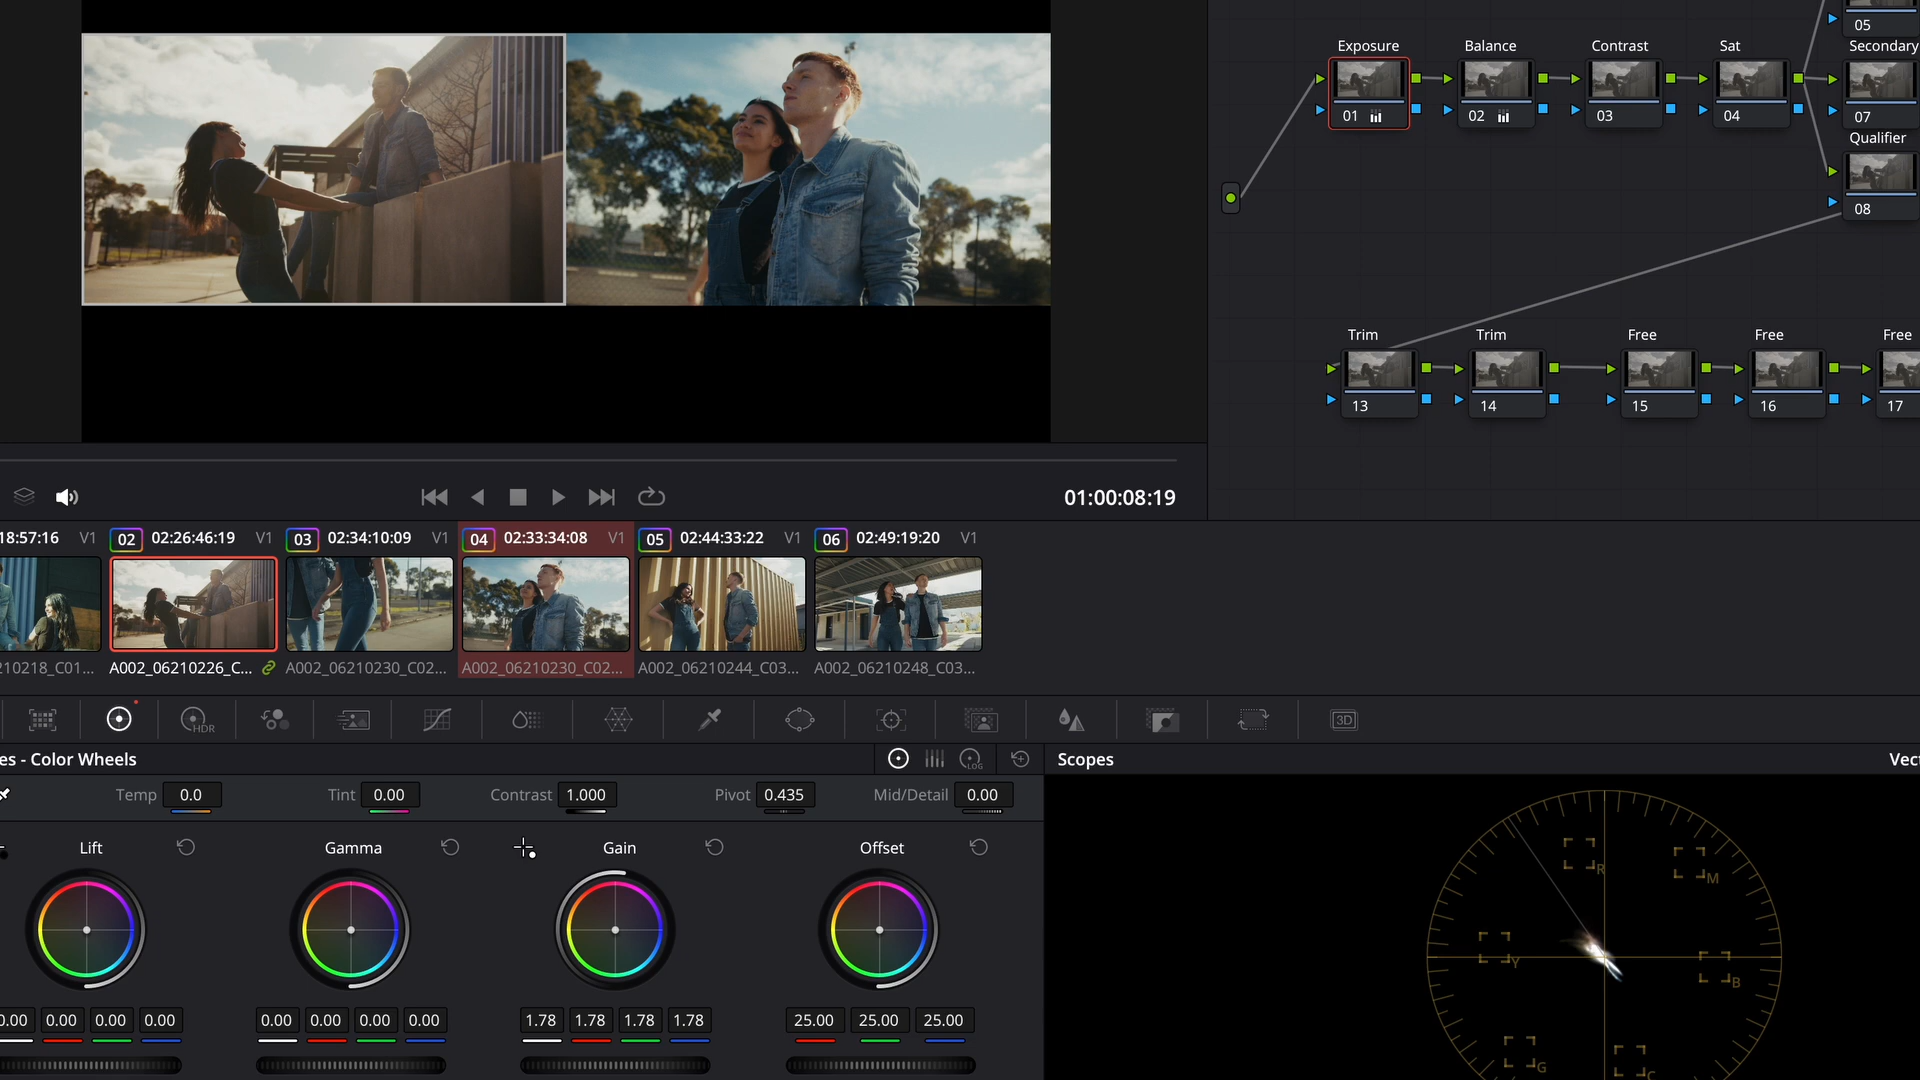 05
Exposure
Balance
Contrast
Sat
Secondary
01
02
03
04
07
Qualifier
08
Trim
Trim
Free
Free
Free
13
14
15
16
17
01:00:08:19
18:57:16 V1
02 02:26:46:19 V1
03 02:34:10:09 V1
04 02:33:34:08 V1
05 02:44:33:22 V1
06 02:49:19:20 V1
210218_C01...
A002_06210226_C...
A002_06210230_C02...
A002_06210230_C02...
A002_06210244_C03...
A002_06210248_C03...
HDR
3D
es - Color Wheels
LOG
Scopes
Vect
Temp 0.0
Tint 0.00
Contrast 1.000
Pivot 0.435
Mid/Detail 0.00
Lift
Gamma
Gain
Offset
0.00 0.00 0.00 0.00
0.00 0.00 0.00 0.00
1.78 1.78 1.78 1.78
25.00 25.00 25.00
R
M
Y
B
G
C